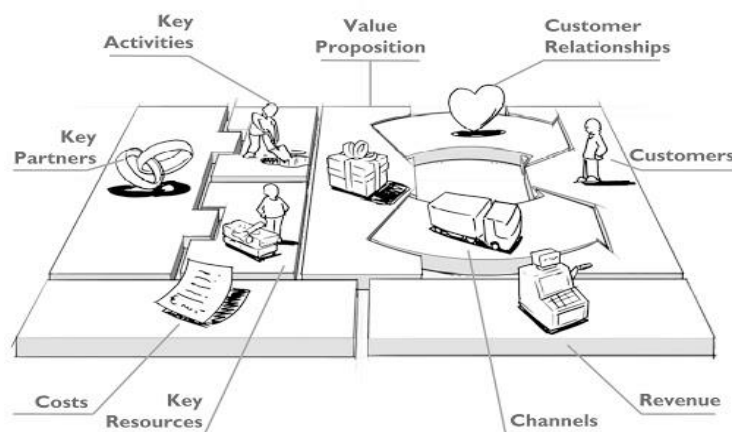 Key
Activities
Value
Proposition
Customer
Relationships
Key
Partners
Customers
Costs
Key
Resources
Channels
Revenue